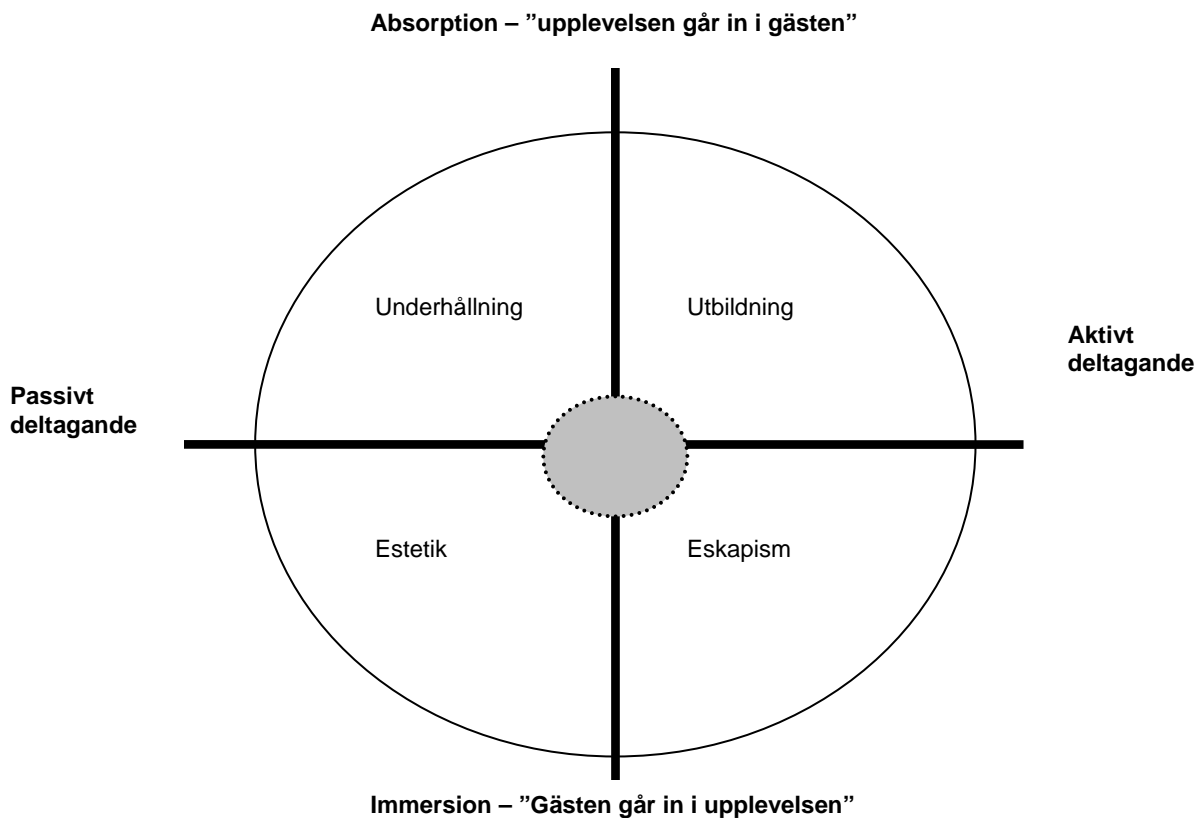 Absorption – ”upplevelsen går in i gästen”
Underhållning
Utbildning
Aktivt
deltagande
Passivt
deltagande
Estetik
Eskapism
Immersion – ”Gästen går in i upplevelsen”